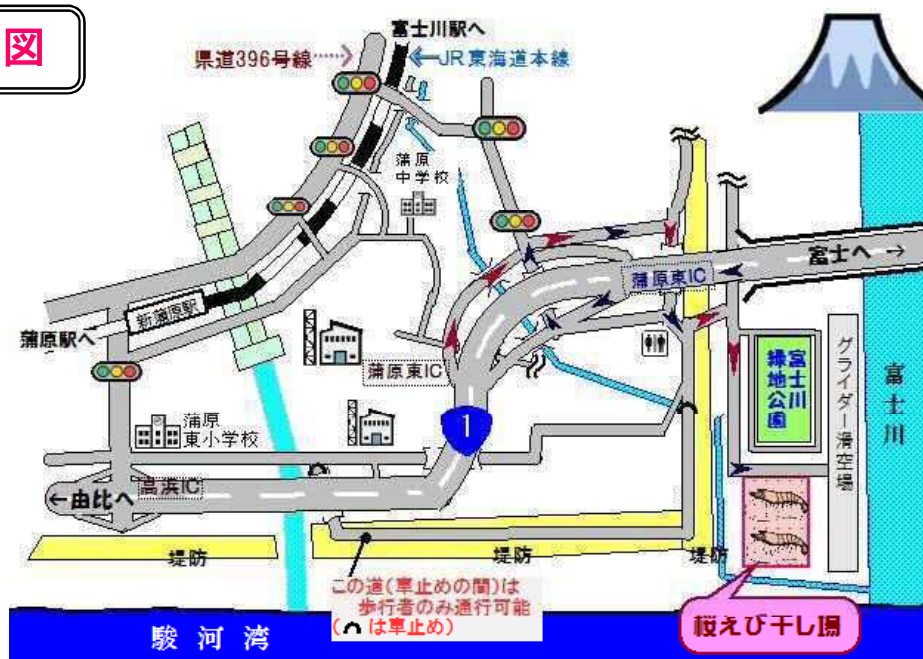 図
富士川駅へ
県道396号線
JR東海道本線
蒲原
中学校
富士へ→
蒲原東IC
新蒲原駅
蒲原駅へ
蒲原東IC
富士川
緑地公園
グライダー滑空場
富士川
1
蒲原
東小学校
←由比へ
高浜IC
堤防
堤防
堤防
この道(車止めの間)は
歩行者のみ通行可能
(は車止め)
桜えび干し場
駿河湾